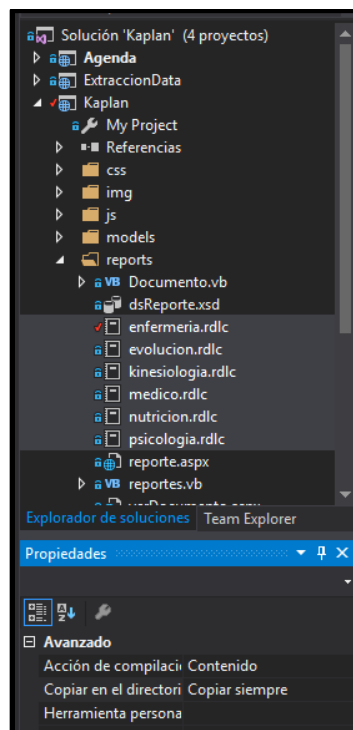 Solución 'Kaplan' (4 proyectos)
Agenda
ExtraccionData
Kaplan
My Project
Referencias
css
img
js
models
reports
VB Documento.vb
dsReporte.xsd
enfermeria.rdlc
evolucion.rdlc
kinesiologia.rdlc
medico.rdlc
nutricion.rdlc
psicologia.rdlc
reporte.aspx
VB reportes.vb
Explorador de soluciones Team Explorer
Propiedades
Avanzado
Acción de compilaci Contenido
Copiar en el directori Copiar siempre
Herramienta persona